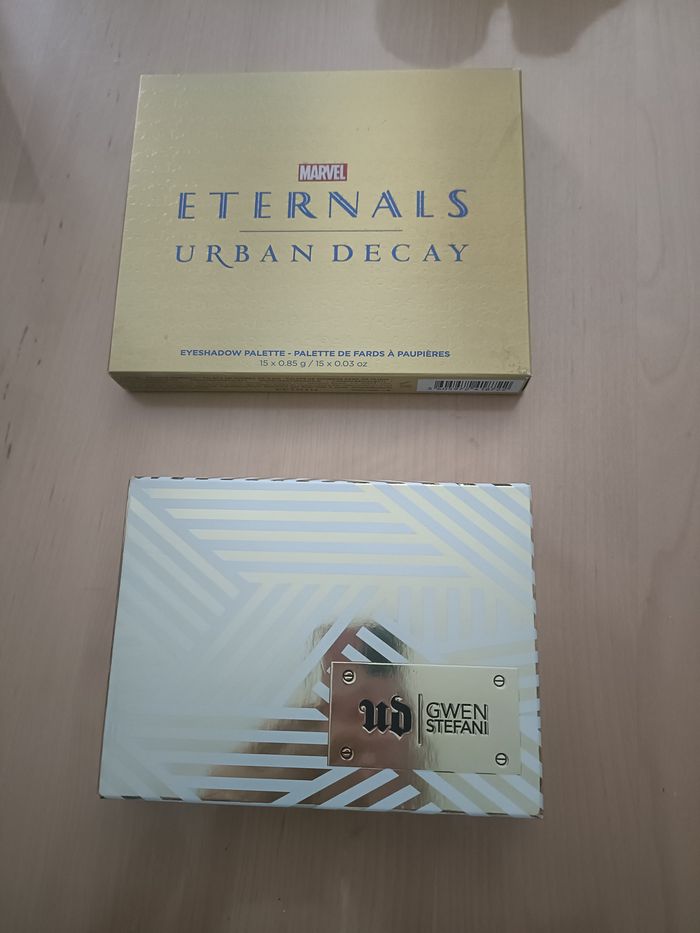 MARVEL
ETERNALS
URBAN DECAY
EYESHADOW PALETTE - PALETTE DE FARDS À PAUPIÈRES
15 x 0.85 g / 15 x 0.03 oz
UD
GWEN
STEFANI